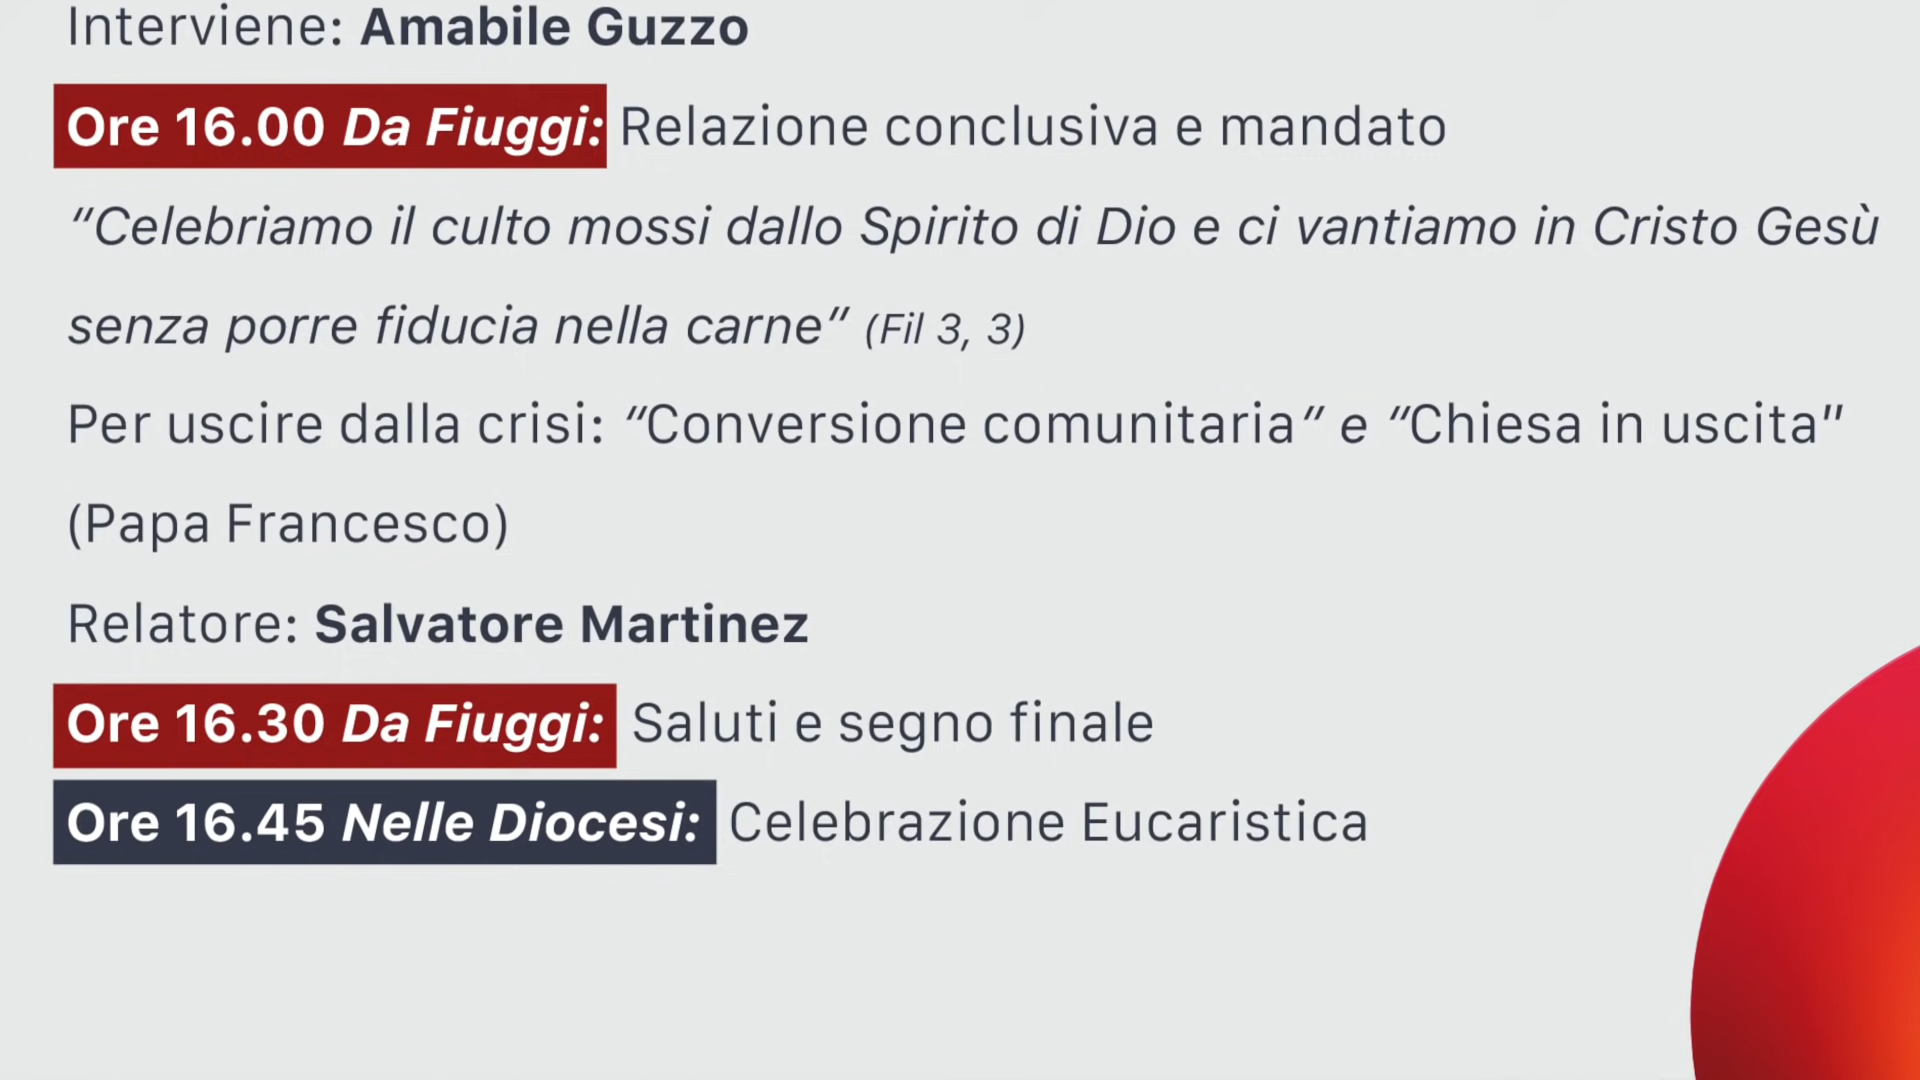 Interviene: Amabile Guzzo
Ore 16.00 Da Fiuggi: Relazione conclusiva e mandato
“Celebriamo il culto mossi dallo Spirito di Dio e ci vantiamo in Cristo Gesù
senza porre fiducia nella carne” (Fil 3, 3)
Per uscire dalla crisi: “Conversione comunitaria” e “Chiesa in uscita”
(Papa Francesco)
Relatore: Salvatore Martinez
Ore 16.30 Da Fiuggi: Saluti e segno finale
Ore 16.45 Nelle Diocesi: Celebrazione Eucaristica